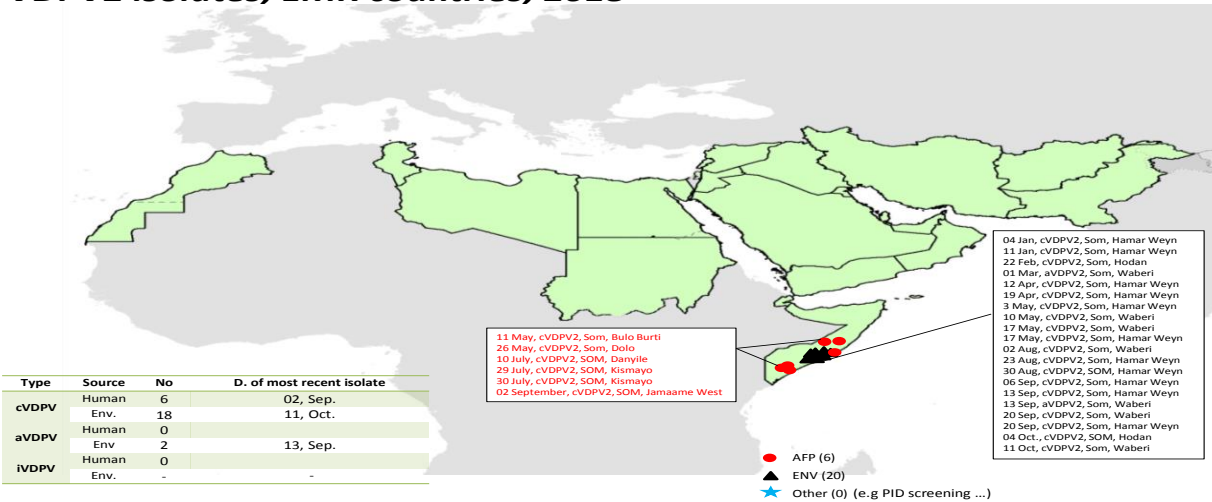 04 Jan, cVDPV2, Som, Hamar Weyn
11 Jan, cVDPV2, Som, Hamar Weyn
22 Feb, cVDPV2, Som, Hodan
01 Mar, aVDPV2, Som, Waberi
12 Apr, cVDPV2, Som, Hamar Weyn
19 Apr, cVDPV2, Som, Hamar Weyn
3 May, cVDPV2, Som, Hamar Weyn
10 May, cVDPV2, Som, Waberi
17 May, cVDPV2, Som, Waberi
17 May, cVDPV2, Som, Hamar Weyn
02 Aug, cVDPV2, Som, Waberi
23 Aug, cVDPV2, Som, Hamar Weyn
30 Aug, cVDPV2, SOM, Hamar Weyn
06 Sep, cVDPV2, Som, Hamar Weyn
13 Sep, cVDPV2, Som, Hamar Weyn
13 Sep, aVDPV2, Som, Waberi
20 Sep, cVDPV2, Som, Waberi
20 Sep, cVDPV2, Som, Hamar Weyn
04 Oct., cVDPV2, SOM, Hodan
11 Oct, cVDPV2, Som, Waberi
11 May, cVDPV2, Som, Bulo Burti
26 May, cVDPV2, Som, Dolo
10 July, cVDPV2, SOM, Danyile
29 July, cVDPV2, SOM, Kismayo
30 July, cVDPV2, SOM, Kismayo
02 September, cVDPV2, SOM, Jamaame West
Type Source No D. of most recent isolate
cVDPV Human 6 02, Sep.
Env. 18 11, Oct.
aVDPV Human 0
Env 2 13, Sep.
iVDPV Human 0
Env. - -
AFP (6)
ENV (20)
Other (0) (e.g PID screening ...)